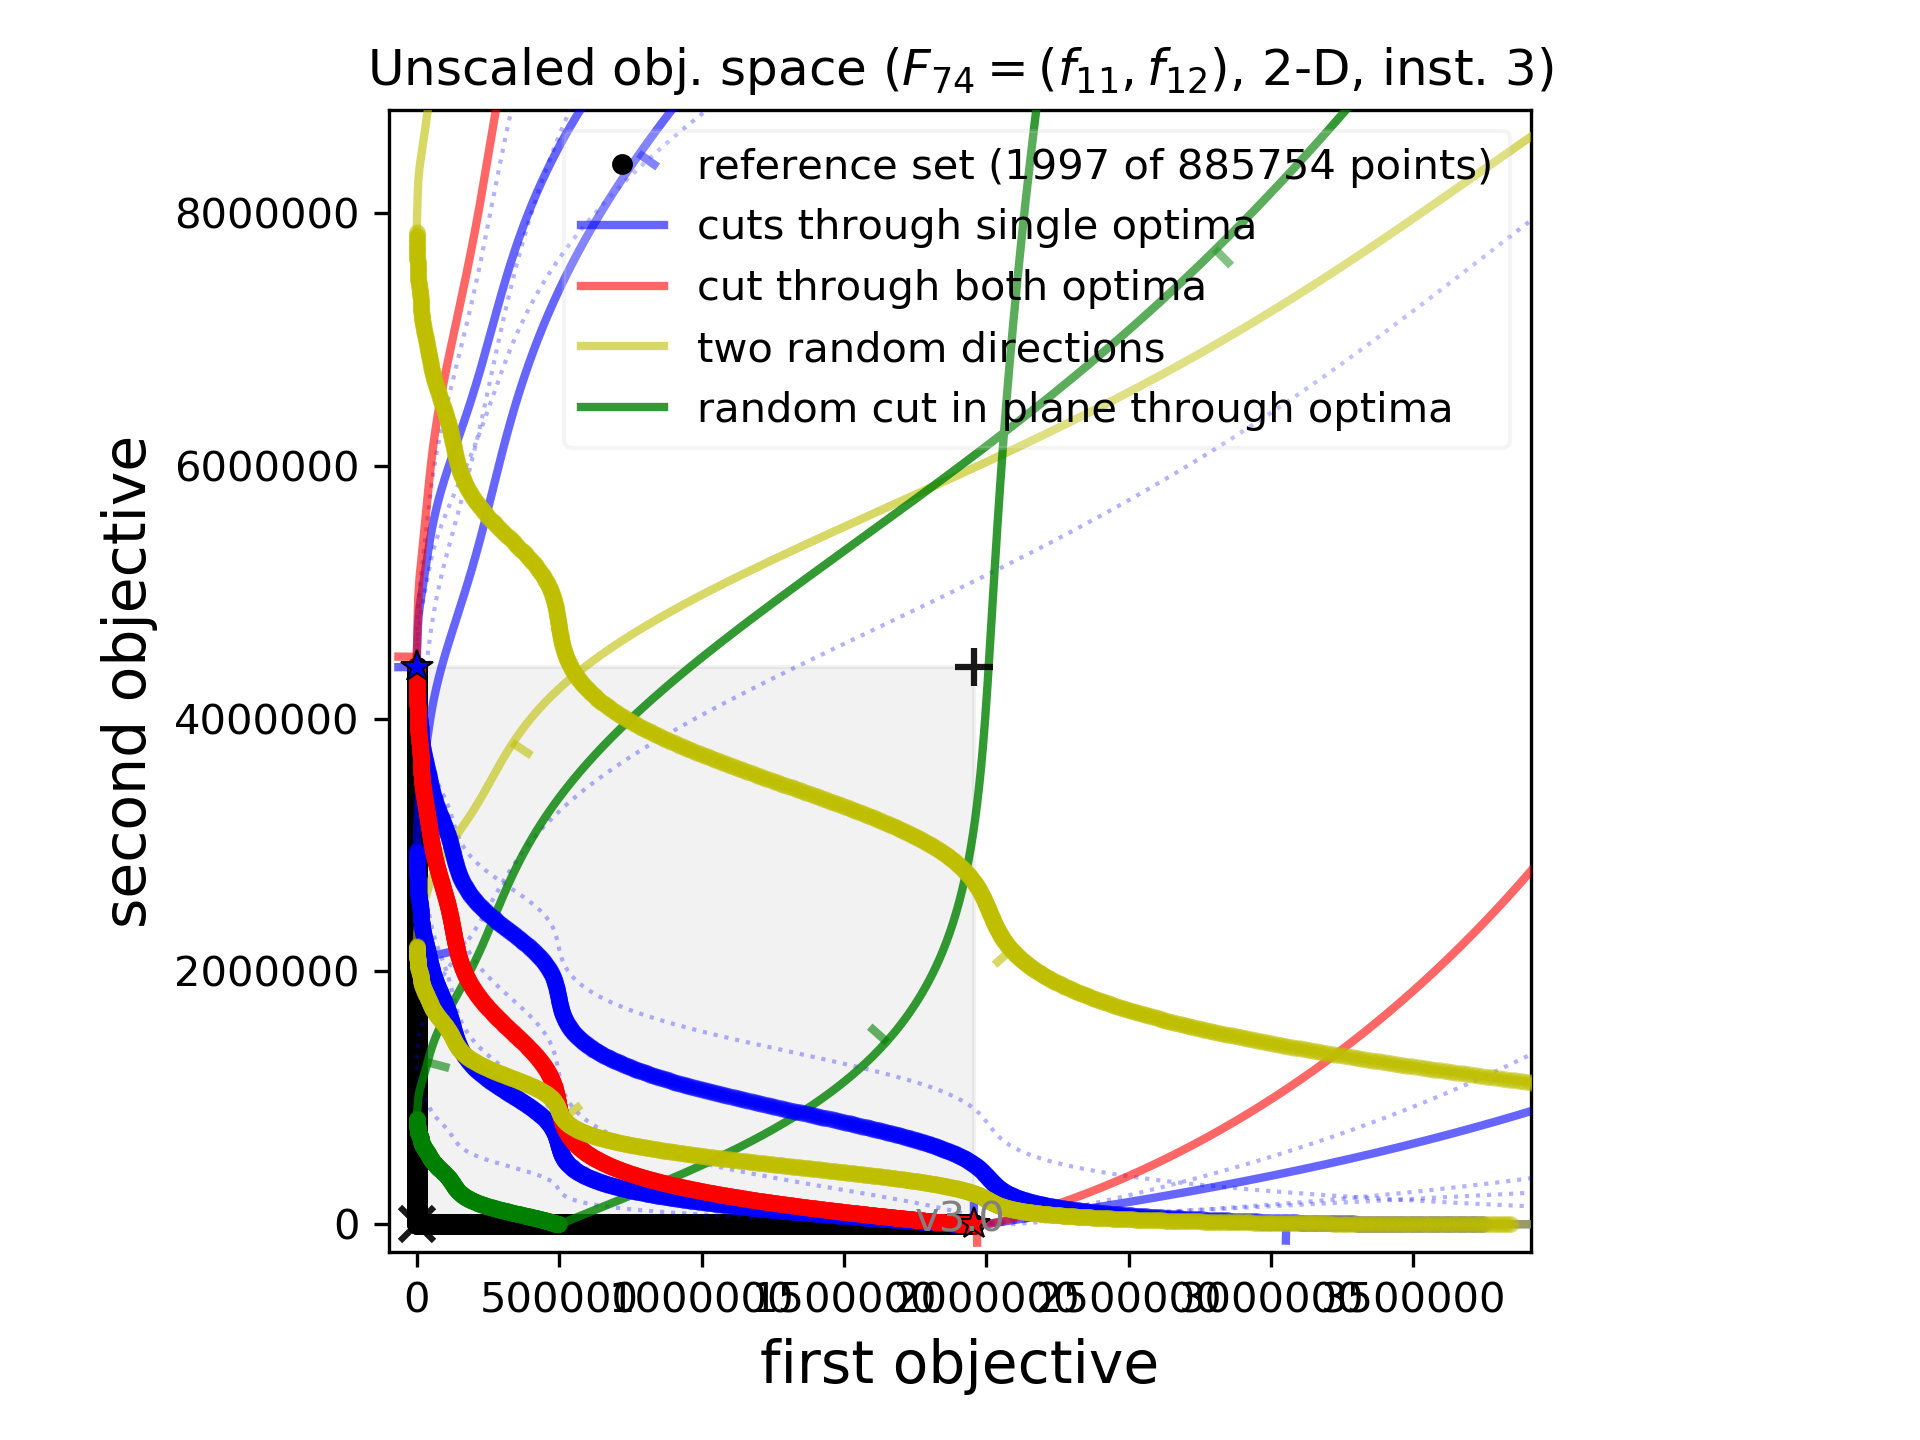 Unscaled obj. space (F74 = (f11, f12), 2-D, inst. 3)
reference set (1997 of 885754 points)
cuts through single optima
cut through both optima
two random directions
random cut in plane through optima
second objective
8000000
6000000
4000000
2000000
0
v3.0
0 500000 1000000 1500000 2000000 2500000 3000000 3500000
first objective